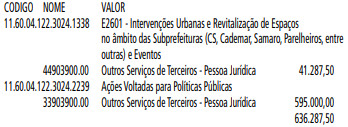 CODIGO NOME VALOR
11.60.04.122.3024.1338 E2601 - Intervenções Urbanas e Revitalização de Espaços
no âmbito das Subprefeituras (CS, Cademar, Samaro, Parelheiros, entre
outras) e Eventos
44903900.00 Outros Serviços de Terceiros - Pessoa Jurídica 41.287,50
11.60.04.122.3024.2239 Ações Voltadas para Políticas Públicas
33903900.00 Outros Serviços de Terceiros - Pessoa Jurídica 595.000,00
636.287,50